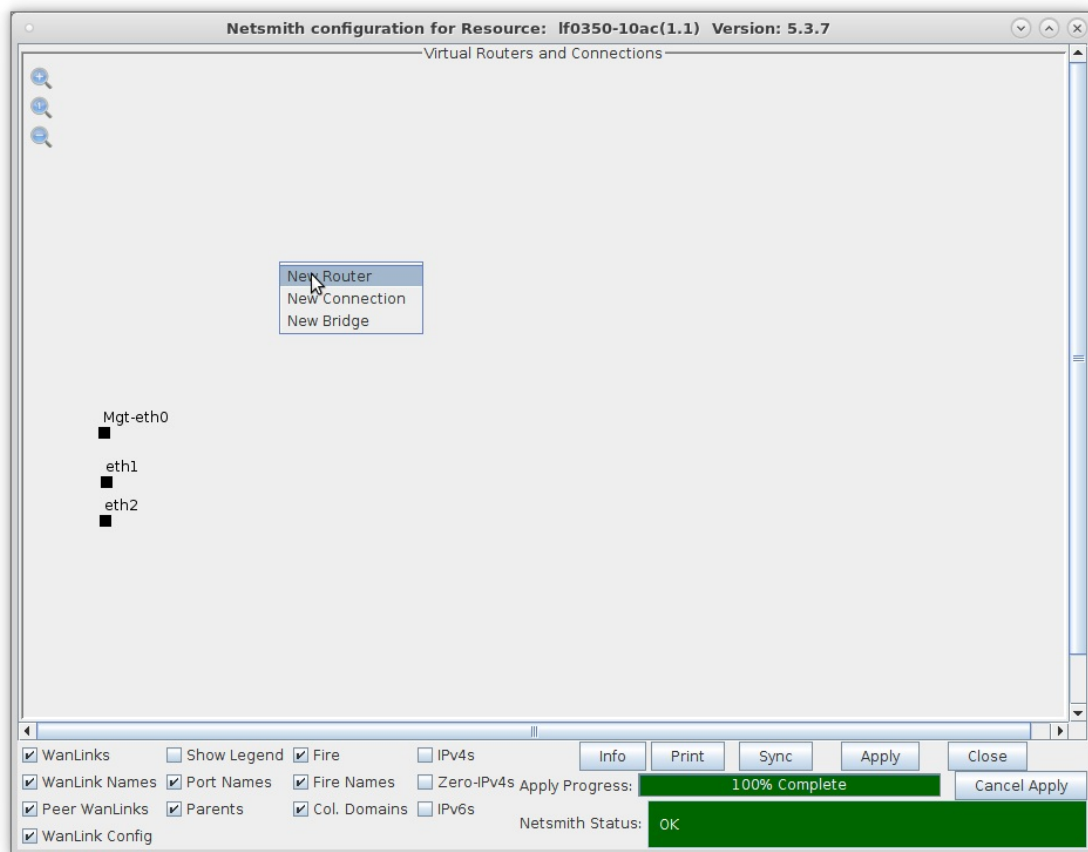 Netsmith configuration for Resource: lf0350-10ac(1.1) Version: 5.3.7
Virtual Routers and Connections
New Router
New Connection
New Bridge
Mgt-eth0
eth1
eth2
WanLinks Show Legend Fire IPv4s Info Print Sync Apply Close
WanLink Names Port Names Fire Names Zero-IPv4s Apply Progress: 100% Complete Cancel Apply
Peer WanLinks Parents Col. Domains IPv6s
Netsmith Status: OK
WanLink Config